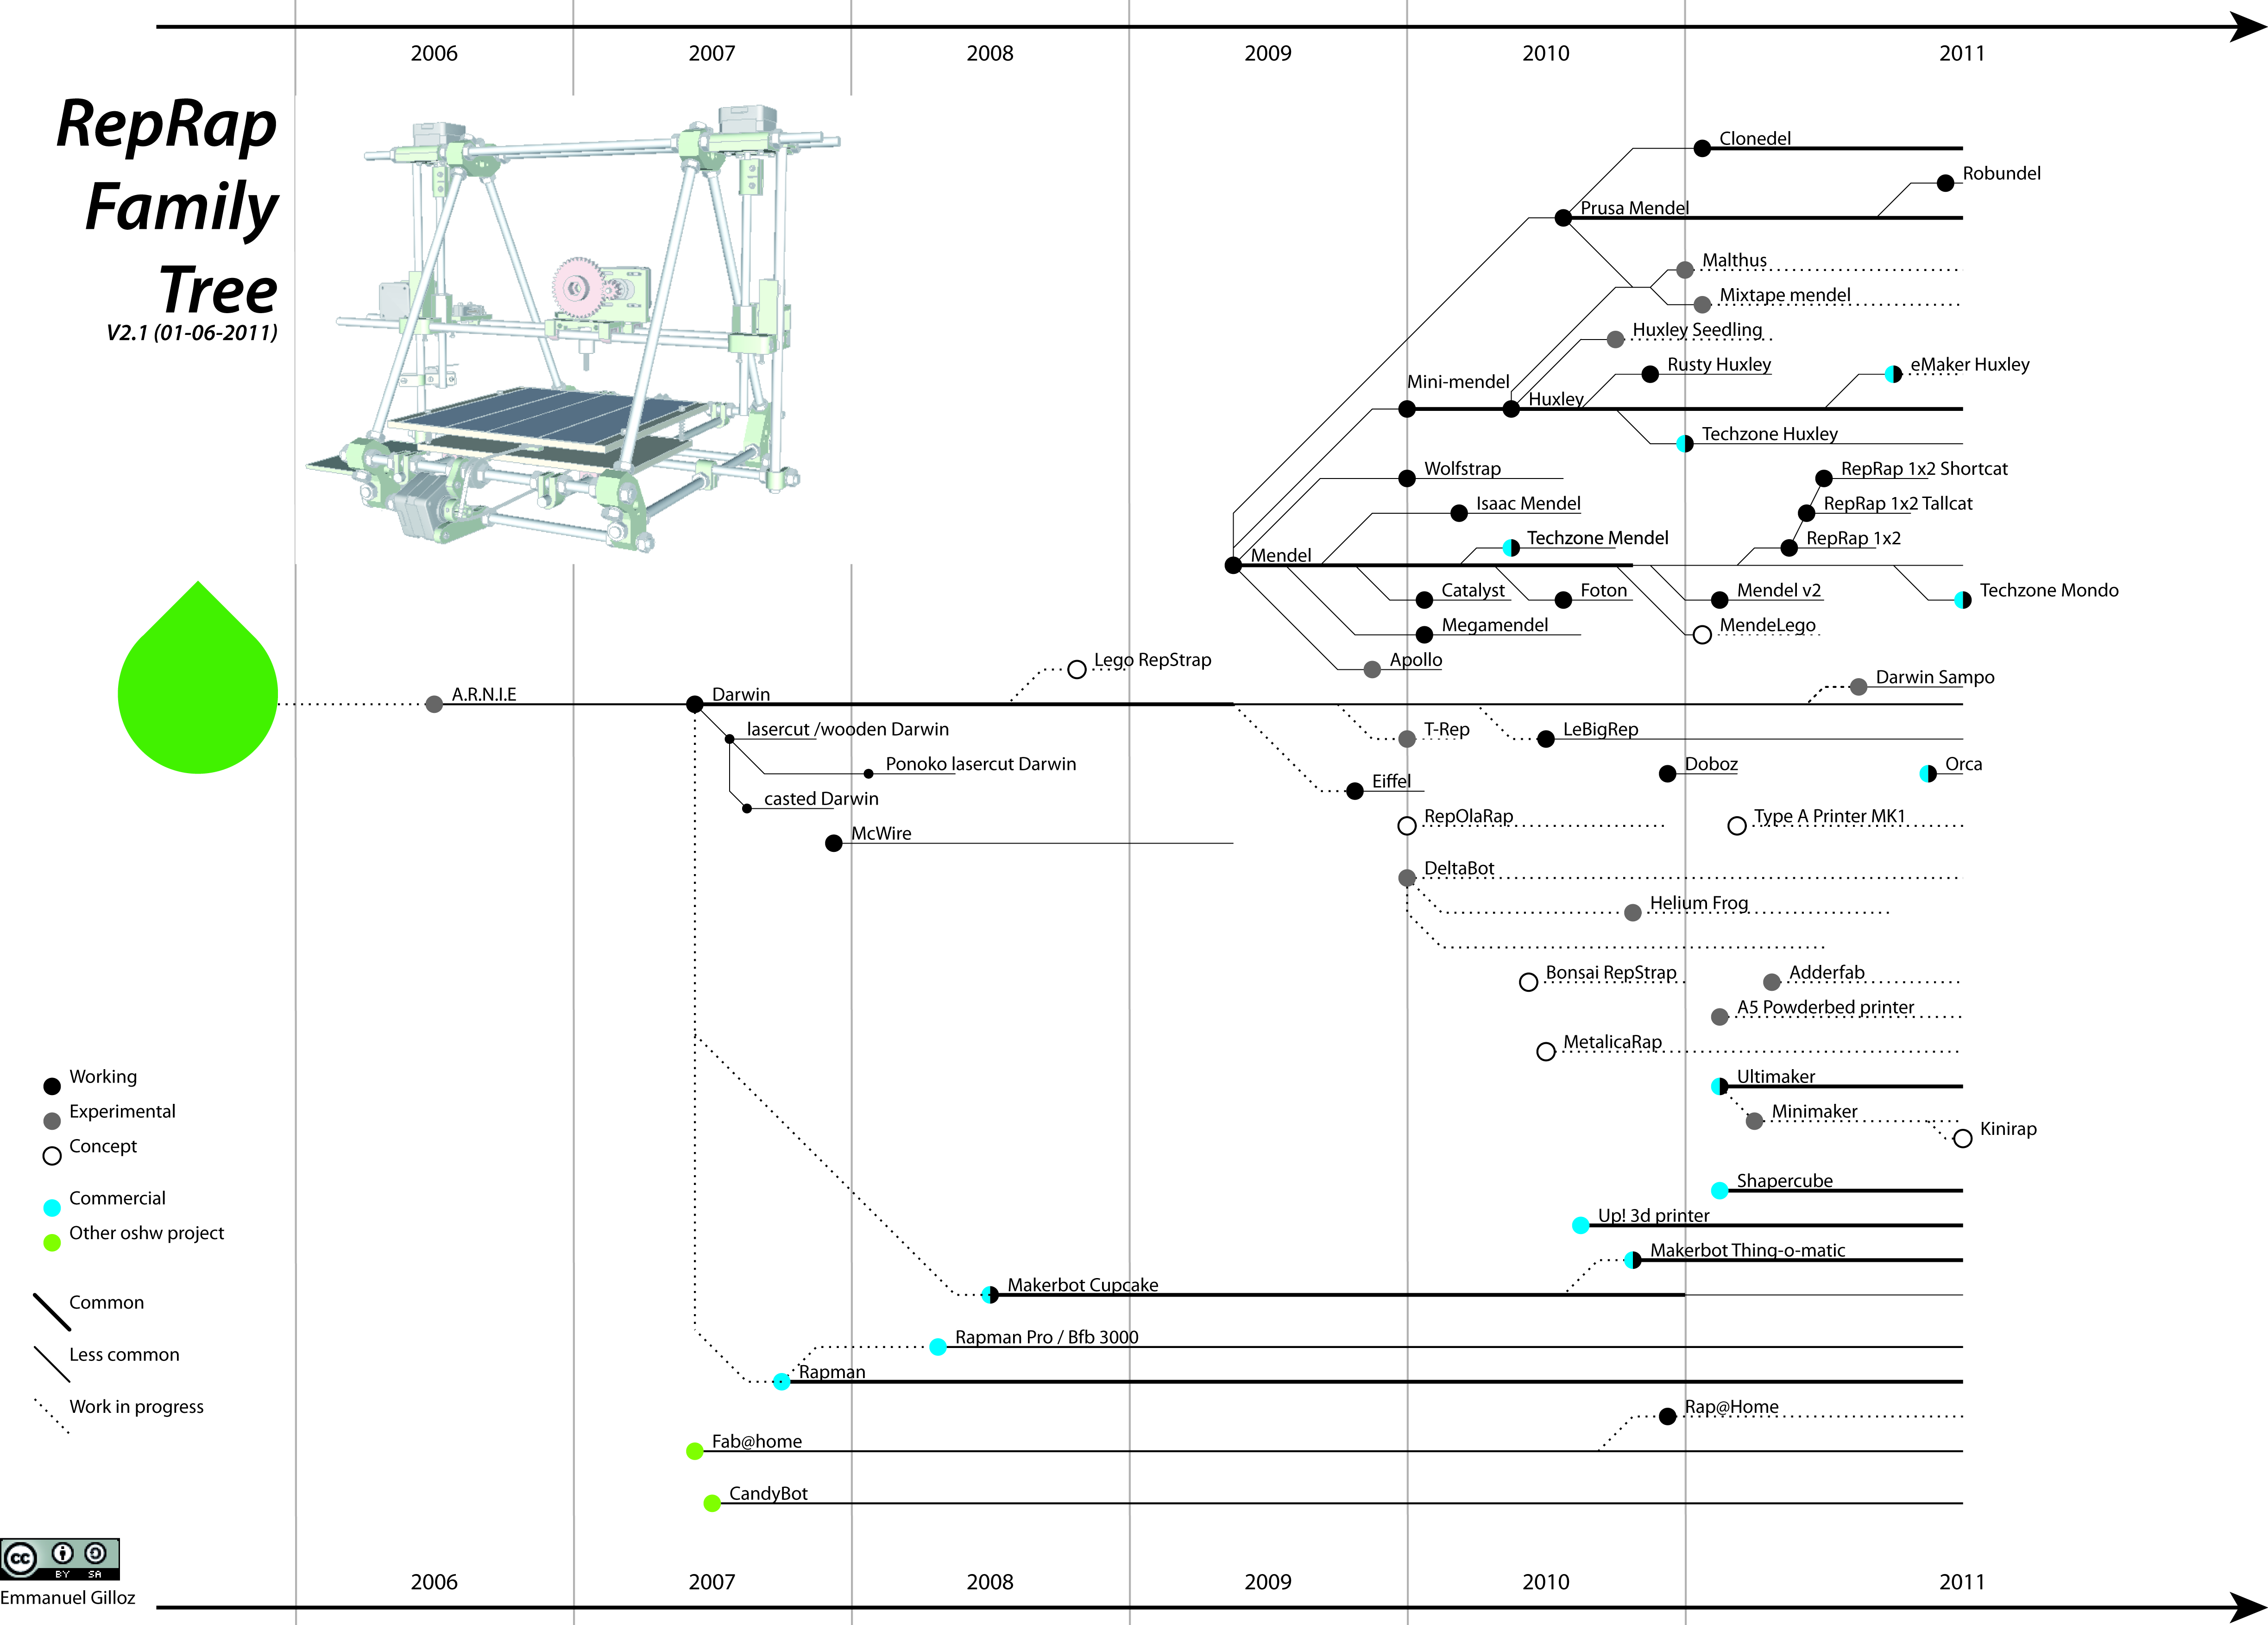 2006 2007 2008 2009 2010 2011
RepRap
Family
Tree
V2.1 (01-06-2011)
Clonedel
Robundel
Prusa Mendel
Malthus
Mixtape mendel
Huxley Seedling
Rusty Huxley
eMaker Huxley
Mini-mendel
Huxley
Techzone Huxley
Wolfstrap
RepRap 1x2 Shortcat
Isaac Mendel
RepRap 1x2 Tallcat
Techzone Mendel
RepRap 1x2
Mendel
Catalyst
Foton
Mendel v2
Techzone Mondo
Megamendel
MendeLego
Lego RepStrap
Apollo
Darwin Sampo
A.R.N.I.E
Darwin
lasercut /wooden Darwin
T-Rep
LeBigRep
Ponoko lasercut Darwin
Doboz
Orca
Eiffel
casted Darwin
RepOlaRap
Type A Printer MK1
McWire
DeltaBot
Helium Frog
Bonsai RepStrap
Adderfab
A5 Powderbed printer
MetalicaRap
Ultimaker
Minimaker
Kinirap
Shapercube
Up! 3d printer
Makerbot Thing-o-matic
Makerbot Cupcake
Rapman Pro / Bfb 3000
Rapman
Rap@Home
Fab@home
CandyBot
Working
Experimental
Concept
Commercial
Other oshw project
Common
Less common
Work in progress
cc
BY SA
Emmanuel Gilloz
2006 2007 2008 2009 2010 2011